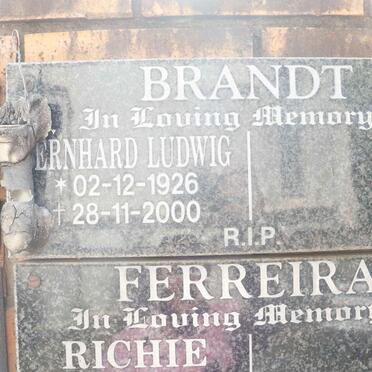 BRANDT
In Loving Memory
ERNHARD LUDWIG
* 02-12-1926
† 28-11-2000
R.I.P.
FERREIRA
In Loving Memory
RICHIE